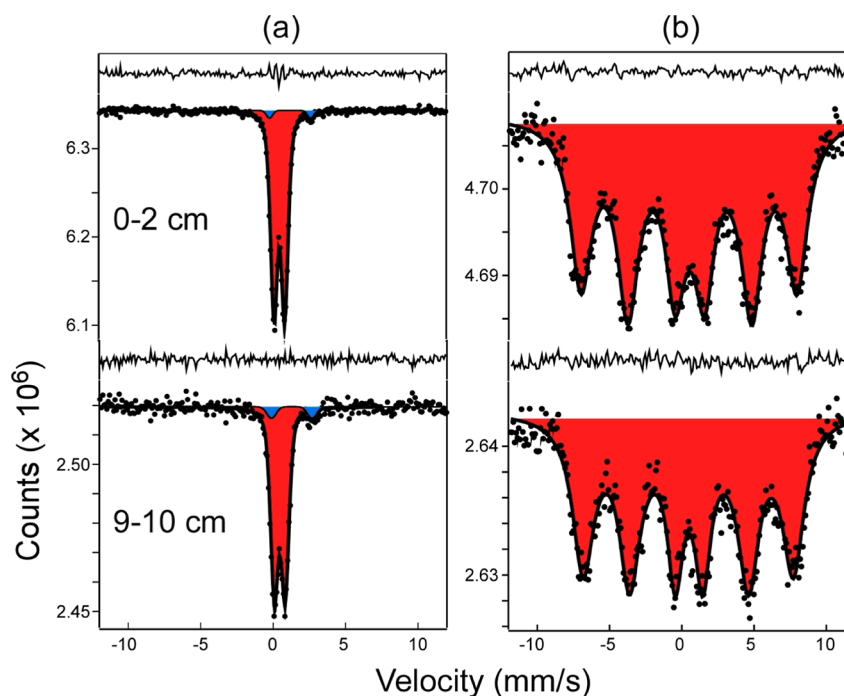 (a) (b)
6.3
6.2
6.1
0-2 cm
4.70
4.69
2.50
2.45
9-10 cm
2.64
2.63
Counts (x 10⁶)
-10 -5 0 5 10 -10 -5 0 5 10
Velocity (mm/s)